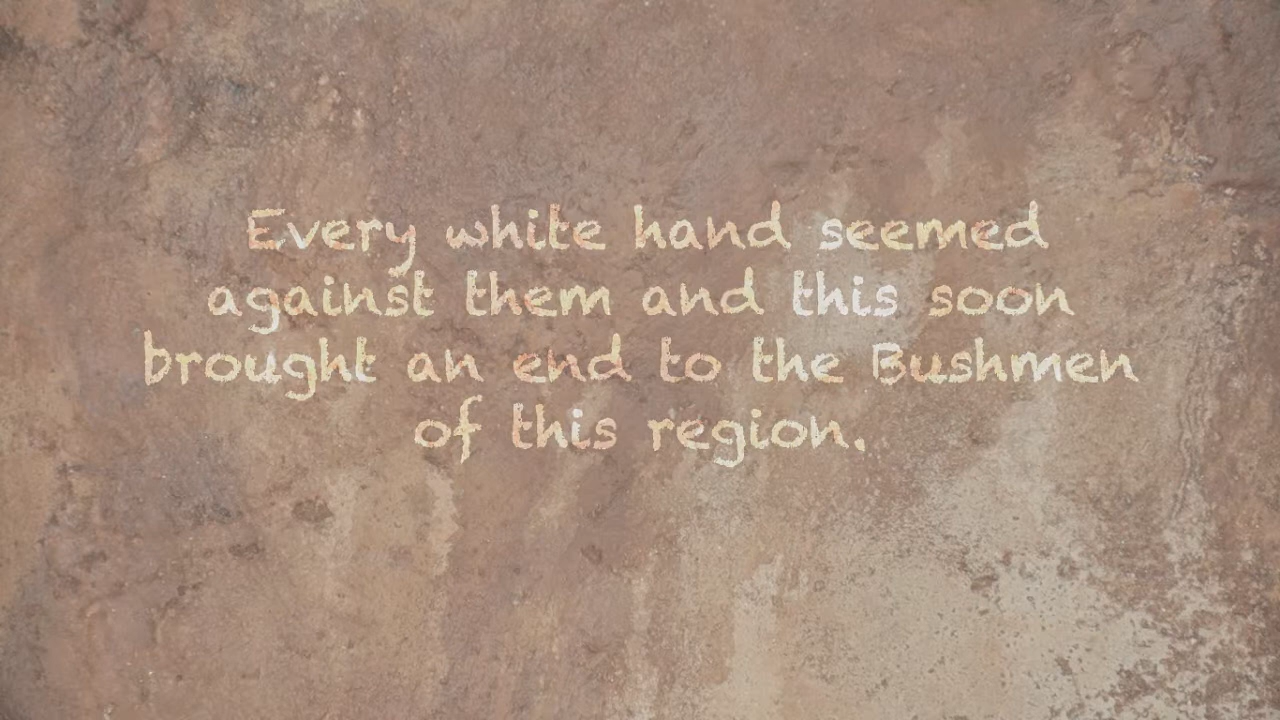 Every white hand seemed
against them and this soon
brought an end to the Bushmen
of this region.